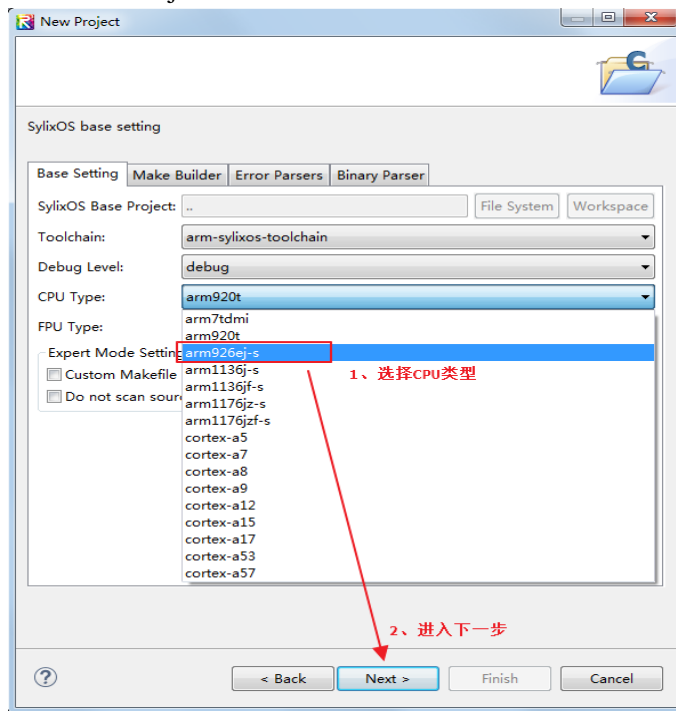 New Project
SylixOS base setting
Base Setting Make Builder Error Parsers Binary Parser
SylixOS Base Project: .. File System Workspace
Toolchain: arm-sylixos-toolchain
Debug Level: debug
CPU Type: arm920t
FPU Type:
arm7tdmi
arm920t
Expert Mode Setting
arm926ej-s
Custom Makefile
arm1136j-s
1、选择CPU类型
arm1136jf-s
Do not scan sour
arm1176jz-s
arm1176jzf-s
cortex-a5
cortex-a7
cortex-a8
cortex-a9
cortex-a12
cortex-a15
cortex-a17
cortex-a53
cortex-a57
2、进入下一步
< Back Next > Finish Cancel